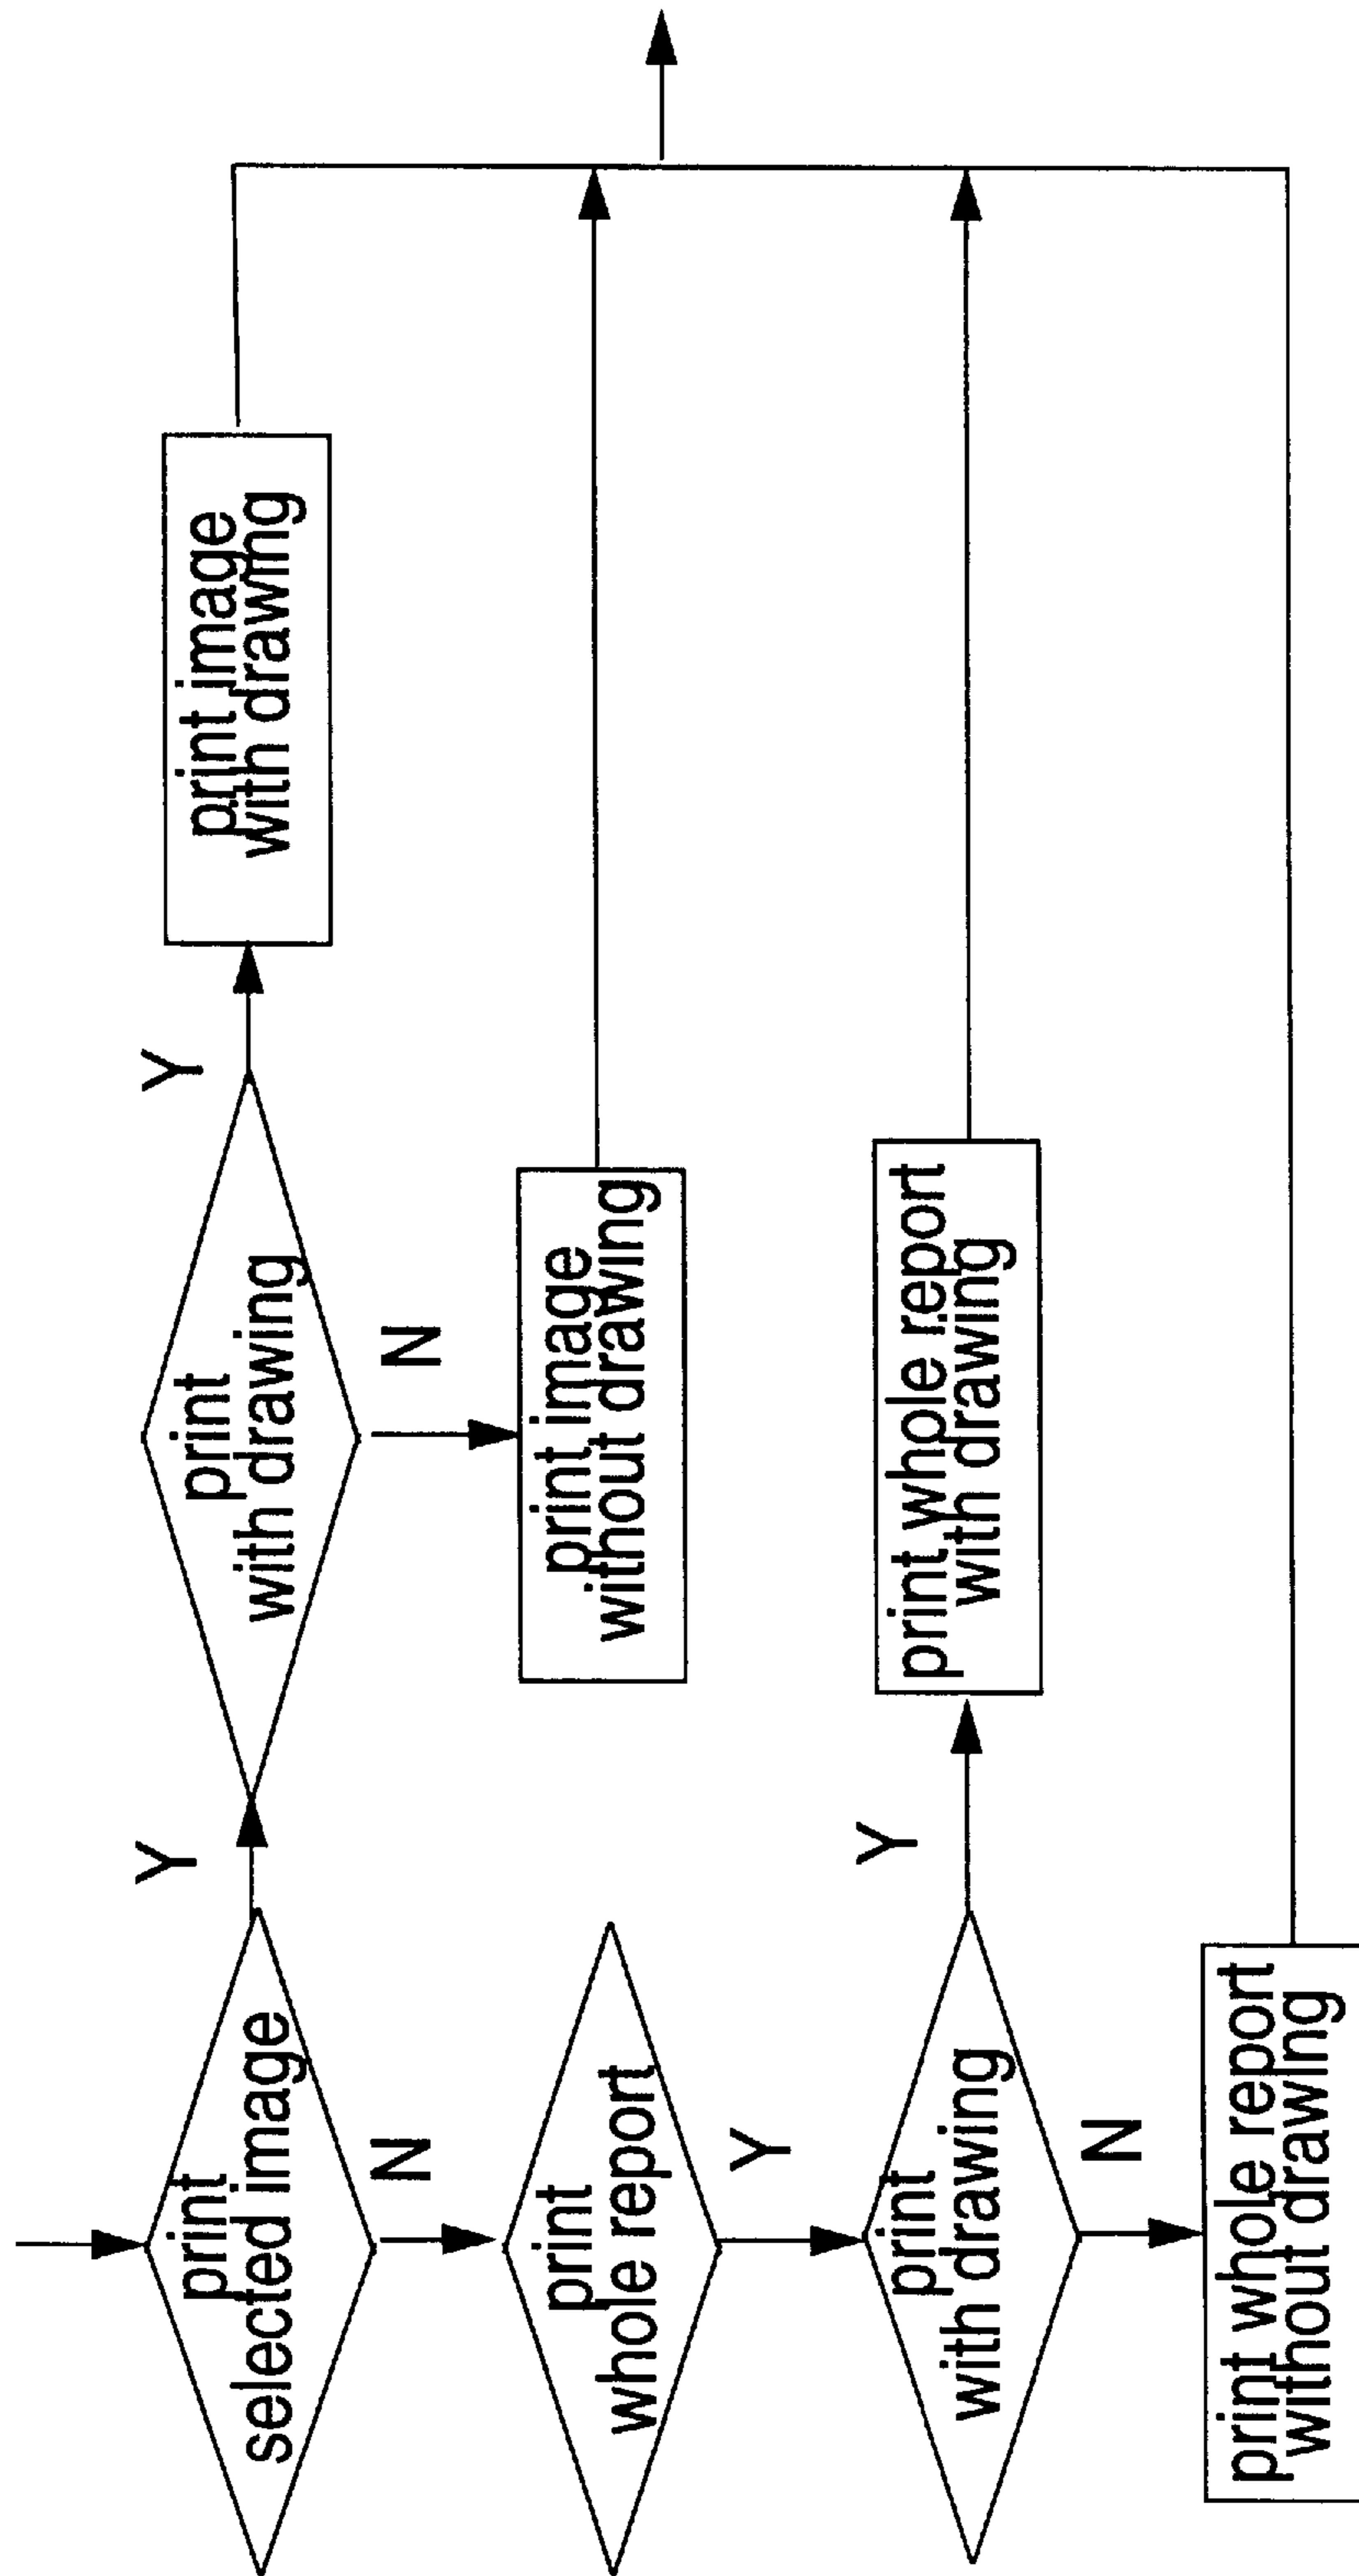 print
selected image
Y
print
with drawing
Y
print image
with drawing
N
N
print image
without drawing
print
whole report
Y
print
with drawing
Y
print whole report
with drawing
N
print whole report
without drawing